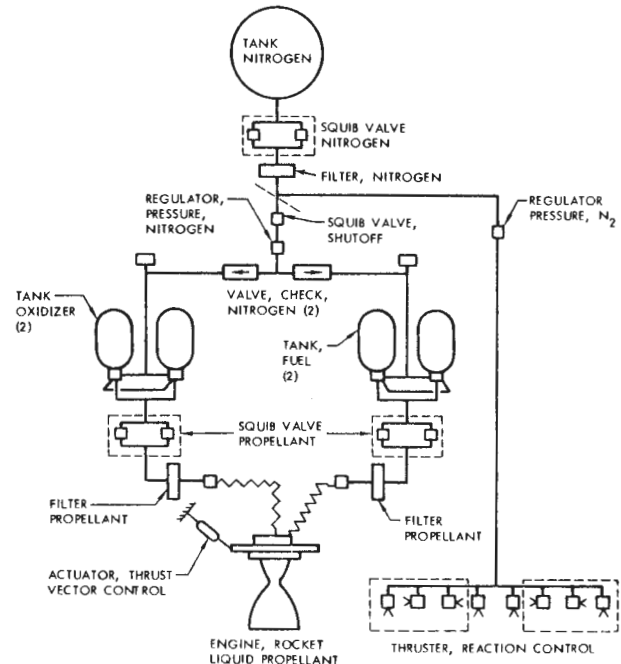 TANK
NITROGEN
SQUIB VALVE
NITROGEN
FILTER, NITROGEN
REGULATOR,
PRESSURE,
NITROGEN
SQUIB VALVE,
SHUTOFF
REGULATOR
PRESSURE, N2
VALVE, CHECK,
NITROGEN (2)
TANK
OXIDIZER
(2)
TANK,
FUEL
(2)
SQUIB VALVE
PROPELLANT
FILTER
PROPELLANT
FILTER
PROPELLANT
ACTUATOR, THRUST
VECTOR CONTROL
ENGINE, ROCKET
LIQUID PROPELLANT
THRUSTER, REACTION CONTROL